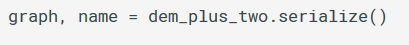 graph, name = dem_plus_two.serialize()